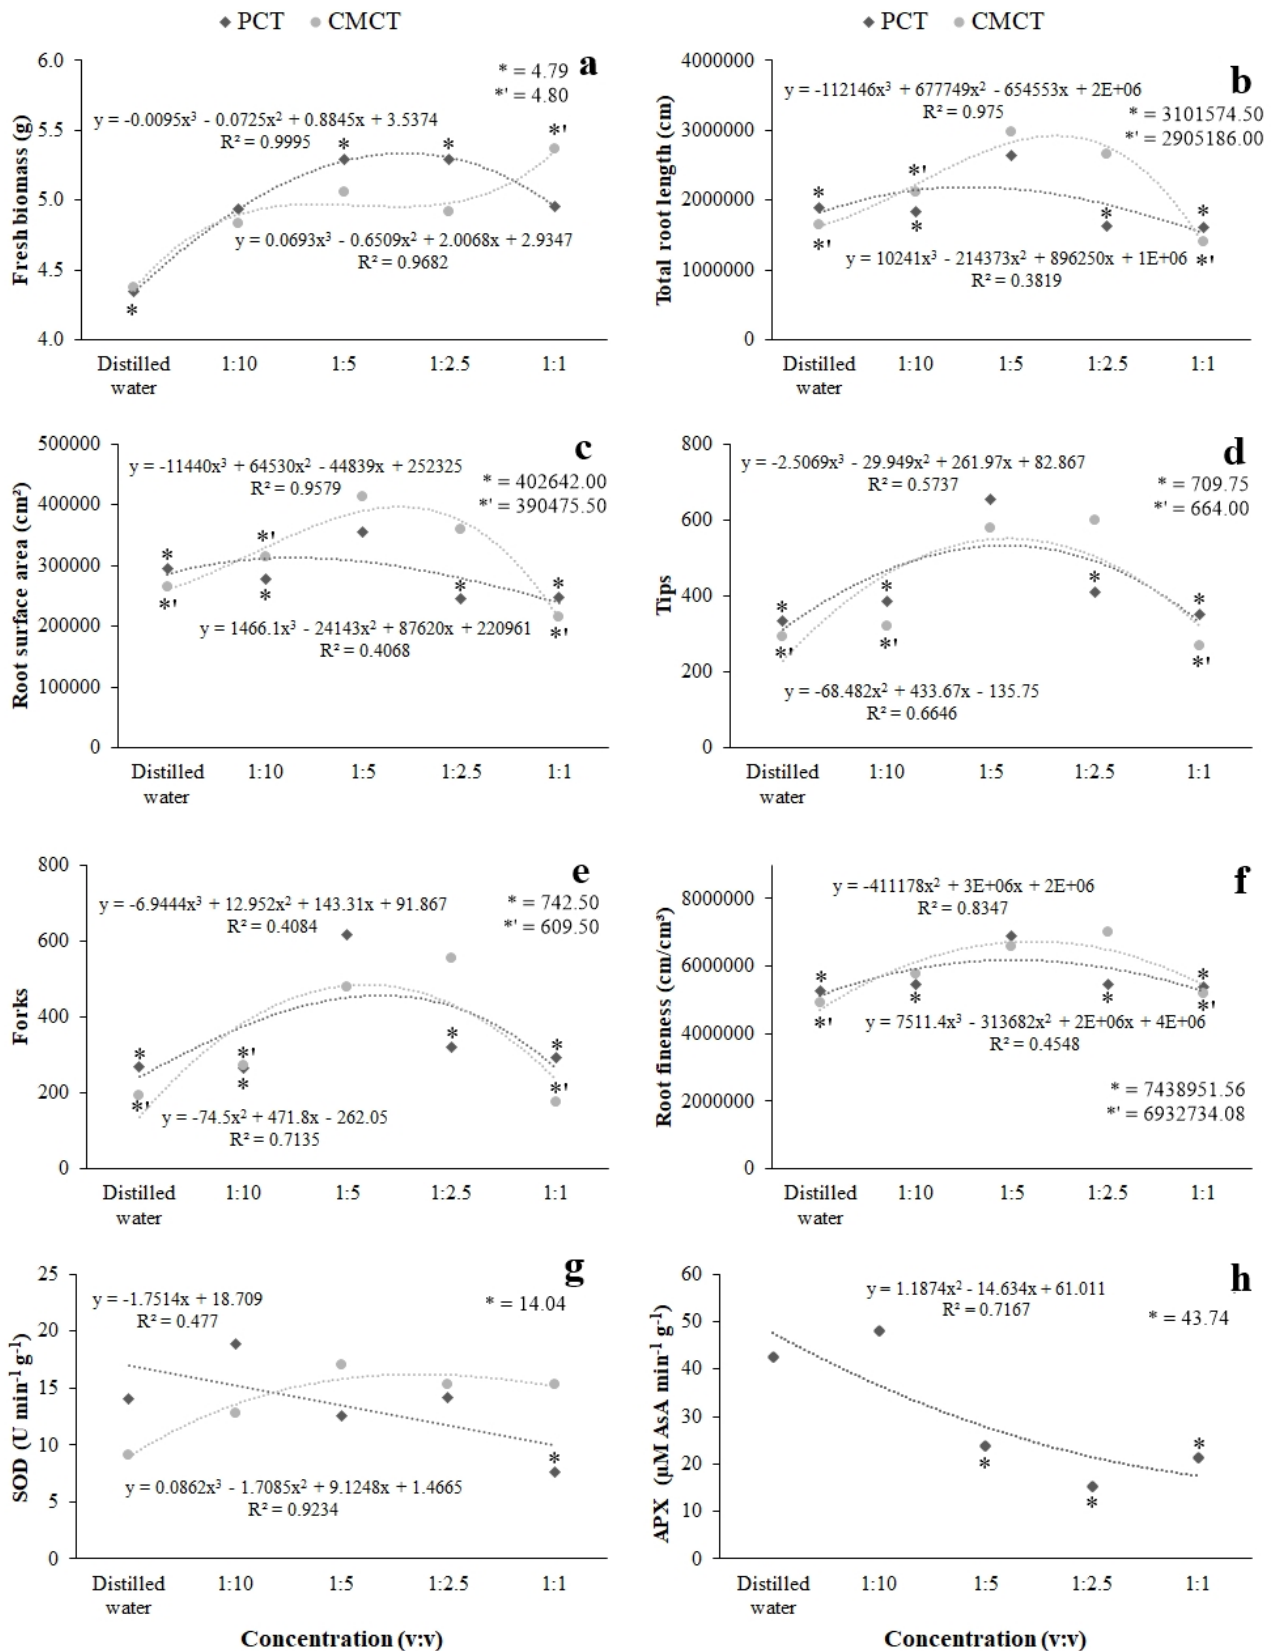 PCT CMCT
PCT CMCT
a
* = 4.79
*' = 4.80
y = -0.0095x³ - 0.0725x² + 0.8845x + 3.5374
R² = 0.9995
y = 0.0693x³ - 0.6509x² + 2.0068x + 2.9347
R² = 0.9682
Fresh biomass (g)
6.0
5.5
5.0
4.5
4.0
* * * *'
Distilled water 1:10 1:5 1:2.5 1:1
b
y = -112146x³ + 677749x² - 654553x + 2E+06
R² = 0.975
* = 3101574.50
*' = 2905186.00
y = 10241x³ - 214373x² + 896250x + 1E+06
R² = 0.3819
Total root length (cm)
4000000
3000000
2000000
1000000
0
* *' *' * * * *'
Distilled water 1:10 1:5 1:2.5 1:1
c
y = -11440x³ + 64530x² - 44839x + 252325
R² = 0.9579
* = 402642.00
*' = 390475.50
y = 1466.1x³ - 24143x² + 87620x + 220961
R² = 0.4068
Root surface area (cm²)
500000
400000
300000
200000
100000
0
* *' *' * * * *'
Distilled water 1:10 1:5 1:2.5 1:1
d
y = -2.5069x³ - 29.949x² + 261.97x + 82.867
R² = 0.5737
* = 709.75
*' = 664.00
y = -68.482x² + 433.67x - 135.75
R² = 0.6646
Tips
800
600
400
200
0
* *' * *' * * *'
Distilled water 1:10 1:5 1:2.5 1:1
e
y = -6.9444x³ + 12.952x² + 143.31x + 91.867
R² = 0.4084
* = 742.50
*' = 609.50
y = -74.5x² + 471.8x - 262.05
R² = 0.7135
Forks
800
600
400
200
0
* *' *' * * * *'
Distilled water 1:10 1:5 1:2.5 1:1
f
y = -411178x² + 3E+06x + 2E+06
R² = 0.8347
y = 7511.4x³ - 313682x² + 2E+06x + 4E+06
R² = 0.4548
* = 7438951.56
*' = 6932734.08
Root fineness (cm/cm³)
8000000
6000000
4000000
2000000
0
* *' * * * *'
Distilled water 1:10 1:5 1:2.5 1:1
g
y = -1.7514x + 18.709
R² = 0.477
* = 14.04
y = 0.0862x³ - 1.7085x² + 9.1248x + 1.4665
R² = 0.9234
SOD (U min⁻¹ g⁻¹)
25
20
15
10
5
0
*
Distilled water 1:10 1:5 1:2.5 1:1
Concentration (v:v)
h
y = 1.1874x² - 14.634x + 61.011
R² = 0.7167
* = 43.74
APX (µM AsA min⁻¹ g⁻¹)
60
50
40
30
20
10
0
* * *
Distilled water 1:10 1:5 1:2.5 1:1
Concentration (v:v)